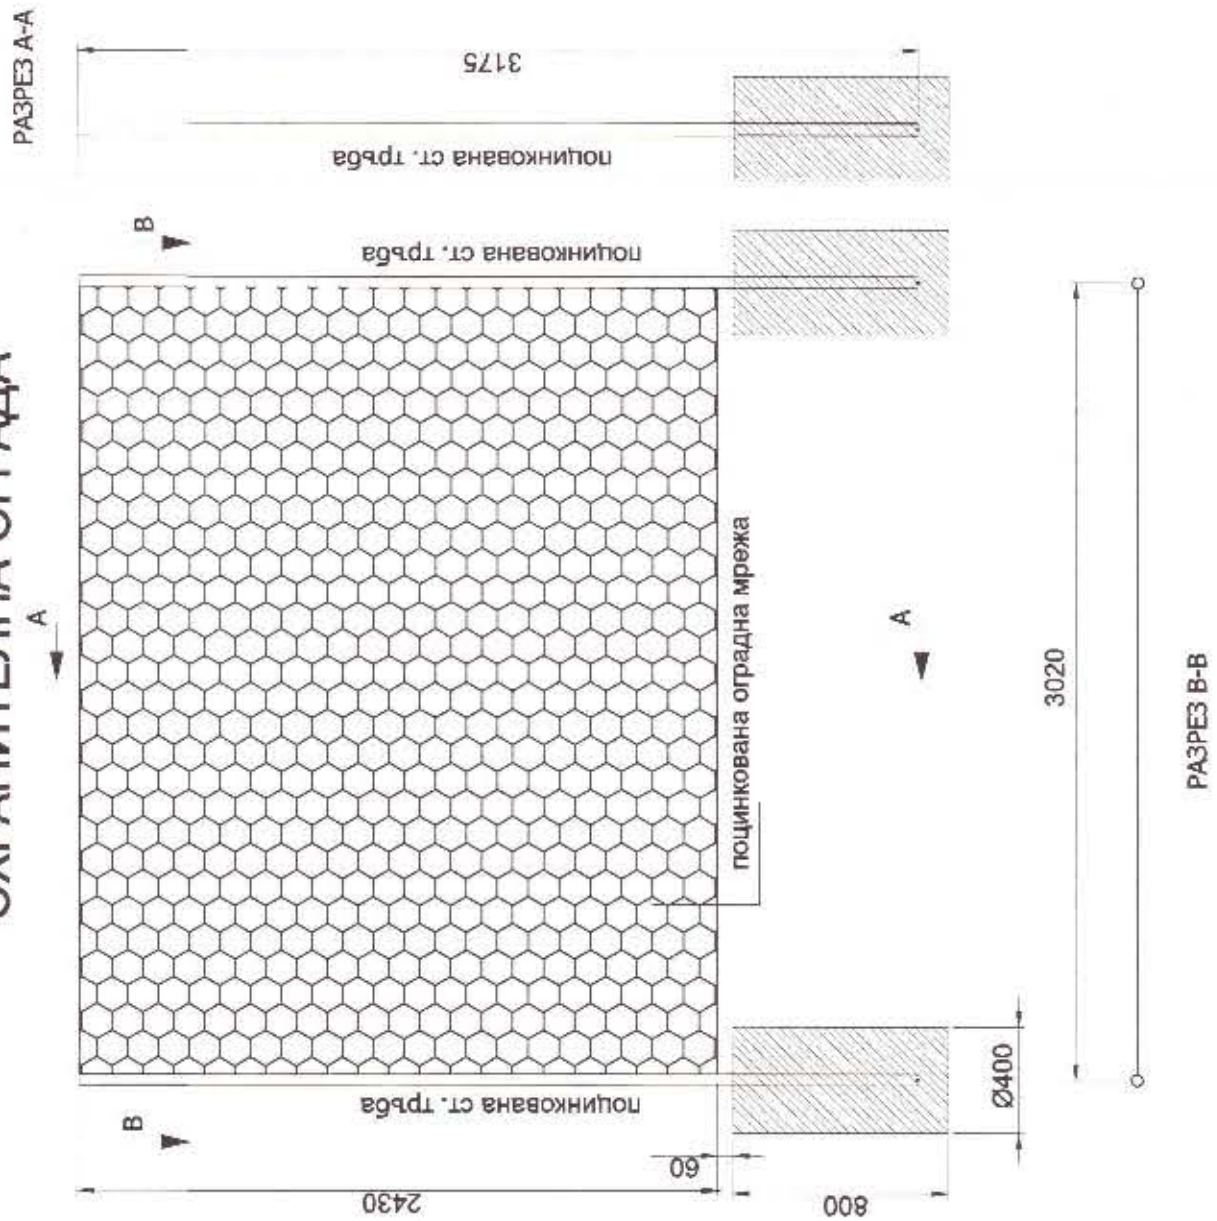 ОХРАНИТЕЛНА ОГРАДА
РАЗРЕЗ А-А
A
B
B
3175
поцинкована ст. тръба
поцинкована ст. тръба
поцинкована ст. тръба
2430
60
800
поцинкована оградна мрежа
A
Ø400
3020
РАЗРЕЗ В-В